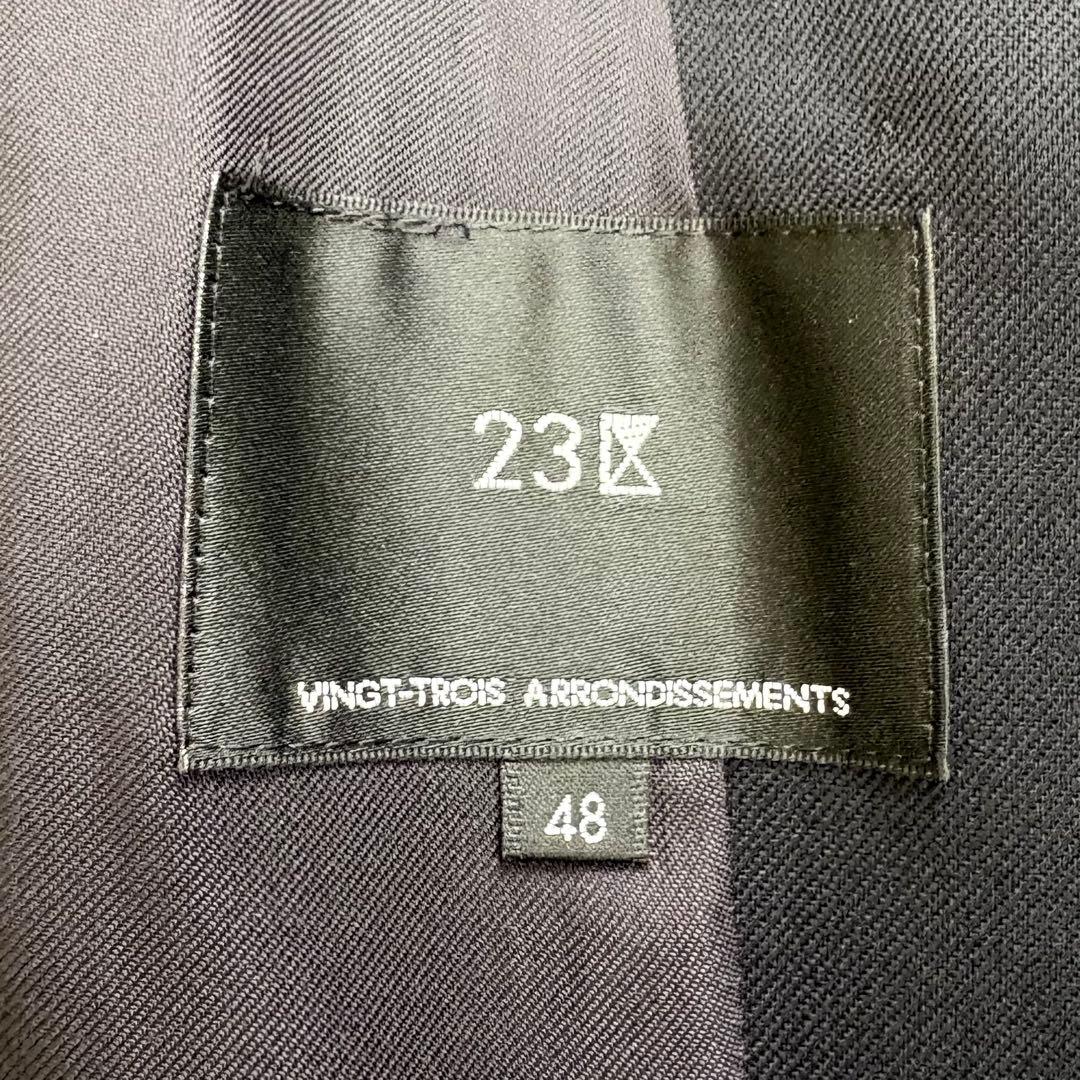 23区
VINGT-TROIS ARRONDISSEMENTS
48